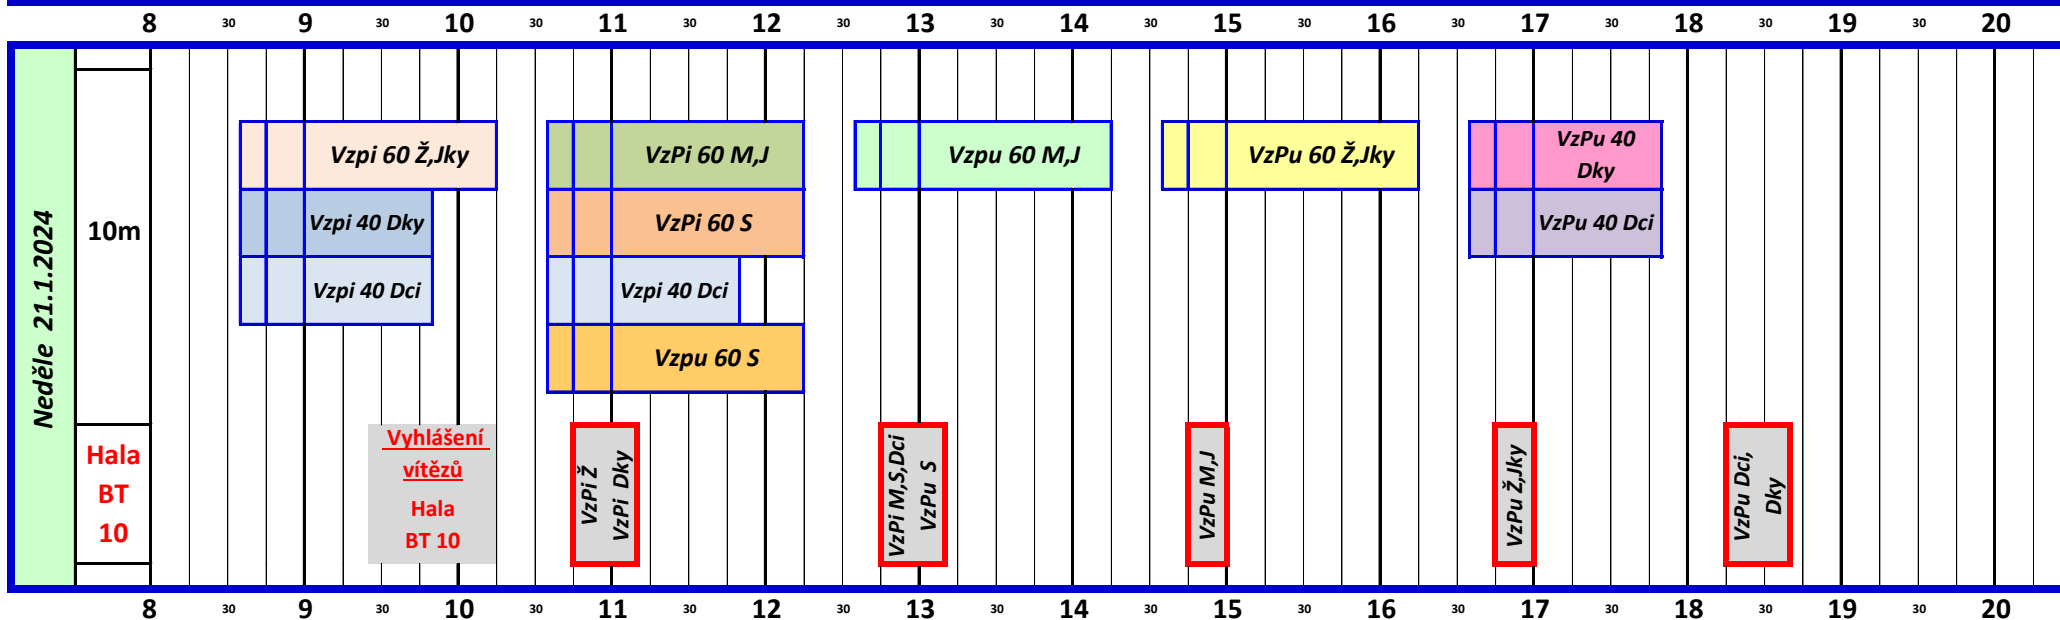 8 30 9 30 10 30 11 30 12 30 13 30 14 30 15 30 16 30 17 30 18 30 19 30 20
Neděle 21.1.2024
10m
Vzpi 60 Ž,Jky
VzPi 60 M,J
Vzpu 60 M,J
VzPu 60 Ž,Jky
VzPu 40
Dky
Vzpi 40 Dky
VzPi 60 S
VzPu 40 Dci
Vzpi 40 Dci
Vzpi 40 Dci
Vzpu 60 S
Hala
BT
10
Vyhlášení
vítězů
Hala
BT 10
VzPi Ž
VzPi Dky
VzPi M,S,Dci
VzPu S
VzPu M,J
VzPu Ž,Jky
VzPu Dci,
Dky
8 30 9 30 10 30 11 30 12 30 13 30 14 30 15 30 16 30 17 30 18 30 19 30 20